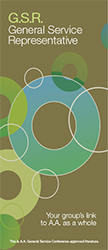 G.S.R.
General Service
Representative
Your group's link
to A.A. as a whole
This is A.A. General Service Conference-approved literature.